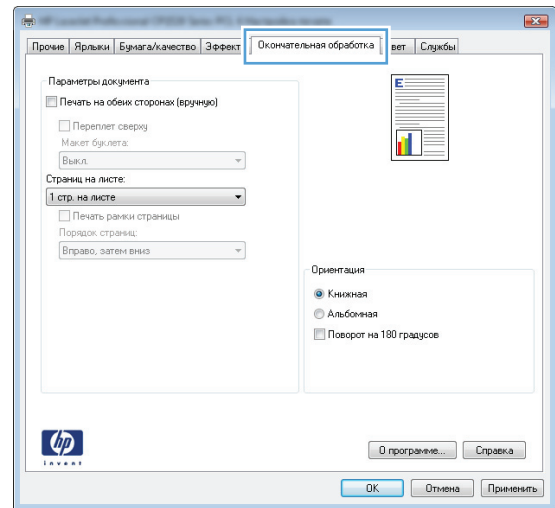 Прочие Ярлыки Бумага/качество Эффект Окончательная обработка вет Службы
Параметры документа
Печать на обеих сторонах (вручную)
Переплет сверху
Макет буклета:
Выкл.
Страниц на листе:
1 стр. на листе
Печать рамки страницы
Порядок страниц:
Вправо, затем вниз
E
Ориентация
Книжная
Альбомная
Поворот на 180 градусов
hp
invent
О программе... Справка
OK Отмена Применить